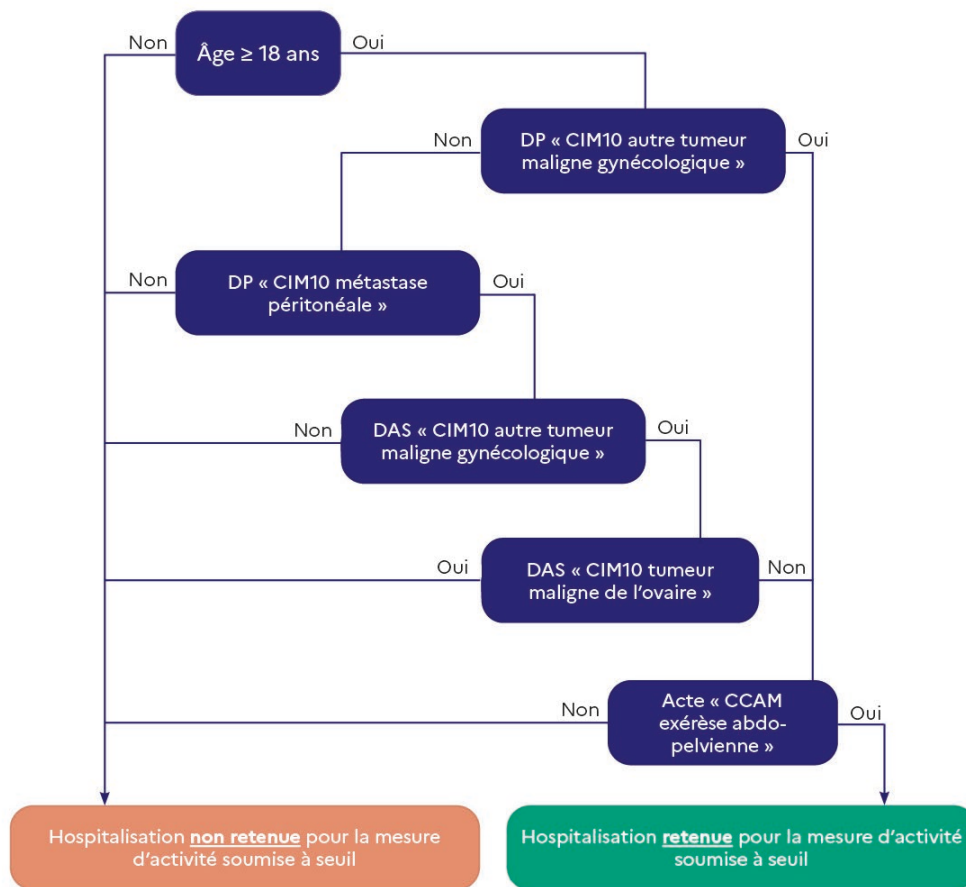 Non
Âge ≥ 18 ans
Oui
Non
DP « CIM10 autre tumeur
maligne gynécologique »
Oui
Non
DP « CIM10 métastase
péritonéale »
Oui
Non
DAS « CIM10 autre tumeur
maligne gynécologique »
Oui
Oui
DAS « CIM10 tumeur
maligne de l’ovaire »
Non
Non
Acte « CCAM
exérèse abdo-
pelvienne »
Oui
Hospitalisation non retenue pour la mesure
d’activité soumise à seuil
Hospitalisation retenue pour la mesure d’activité
soumise à seuil